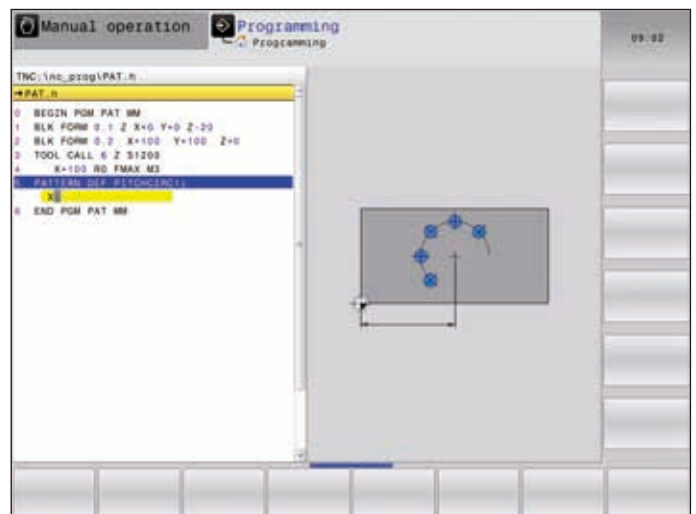 Manual operation
Programming
Programming
09:02
TNC:\nc_prog\PAT.h
→PAT.h
0 BEGIN PGM PAT MM
1 BLK FORM 0.1 Z X+0 Y+0 Z-20
2 BLK FORM 0.2 X+100 Y+100 Z+0
3 TOOL CALL 6 Z S1200
4 X+100 R0 FMAX M3
5 PATTERN DEF PITCHCIRC1(
X
6 END PGM PAT MM